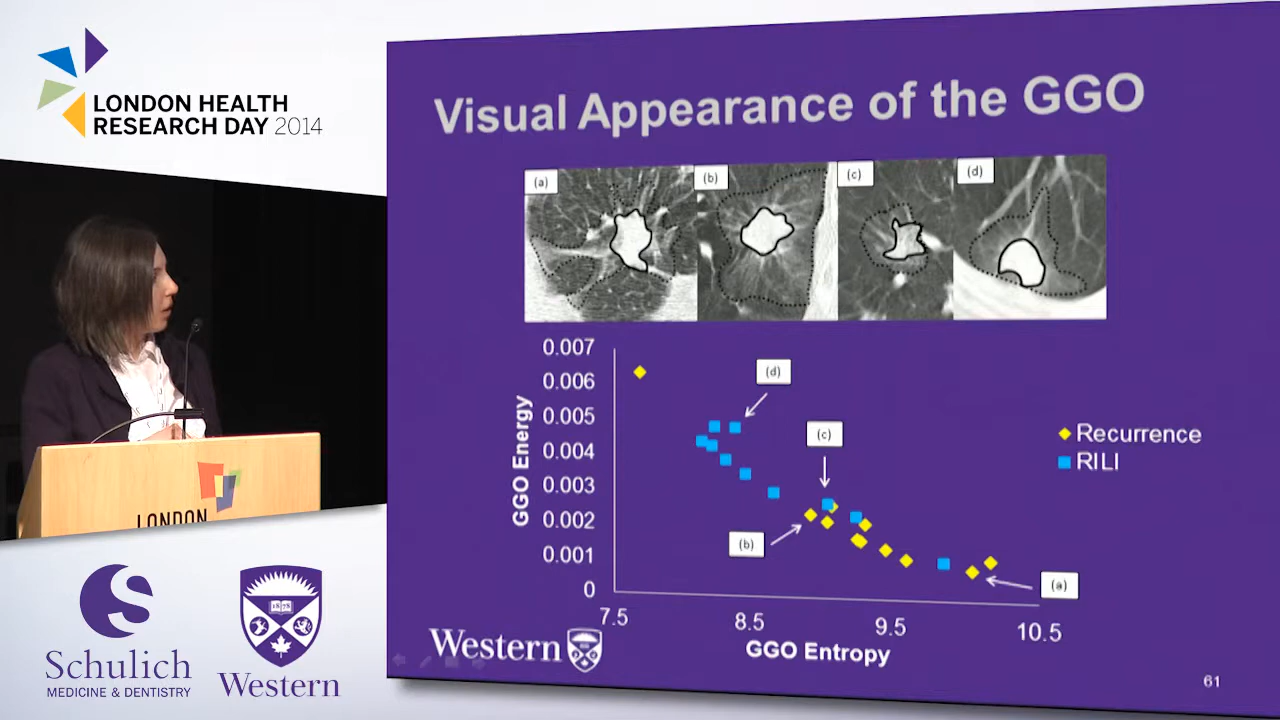 LONDON HEALTH
RESEARCH DAY 2014
Visual Appearance of the GGO
(a)
(b)
(c)
(d)
0.007
0.006
0.005
0.004
0.003
0.002
0.001
0
GGO Energy
(d)
(c)
(b)
(a)
Recurrence
RILI
7.5
8.5
9.5
10.5
GGO Entropy
Western
61
LONDON
Schulich
MEDICINE & DENTISTRY
1878
Western